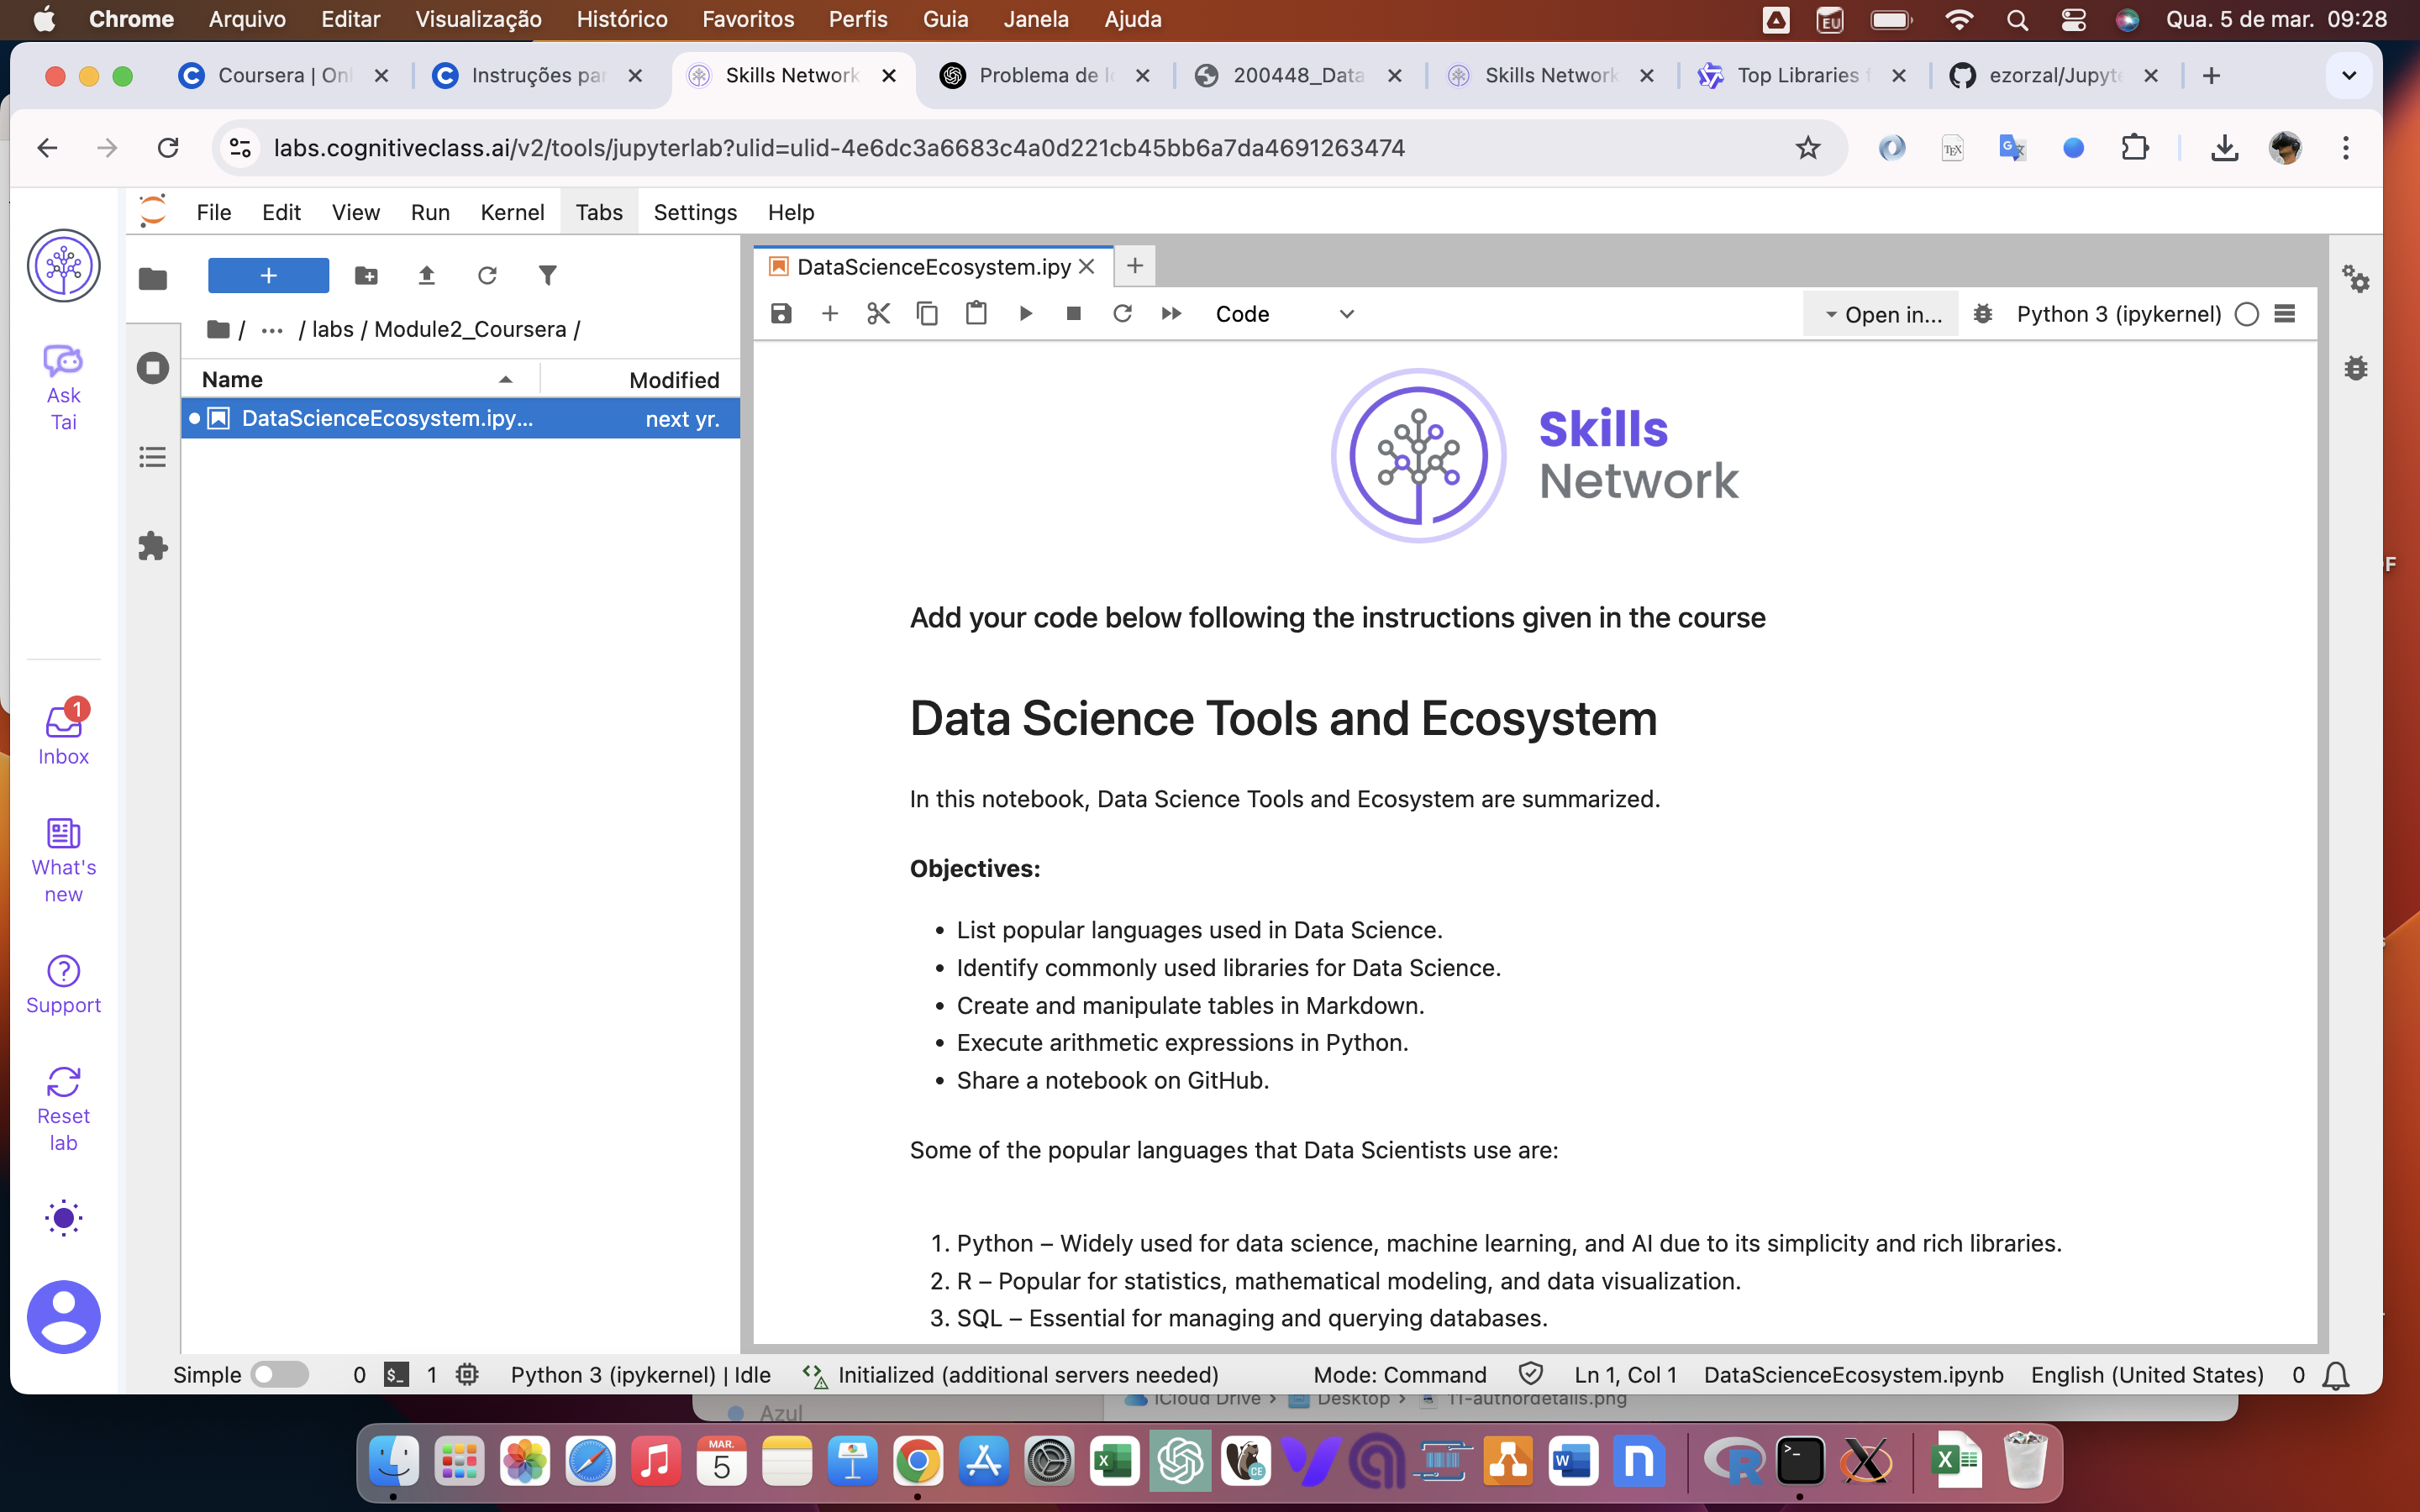 Chrome Arquivo Editar Visualização Histórico Favoritos Perfis Guia Janela Ajuda EU Qua. 5 de mar. 09:28
Coursera | Onl Instruções par Skills Network Problema de lo 200448_Data Skills Network Top Libraries f ezorzal/Jupyte
labs.cognitiveclass.ai/v2/tools/jupyterlab?ulid=ulid-4e6dc3a6683c4a0d221cb45bb6a7da4691263474 TEX
File Edit View Run Kernel Tabs Settings Help
DataScienceEcosystem.ipy
Code Open in... Python 3 (ipykernel)
/ ... / labs / Module2_Coursera /
Name Modified
DataScienceEcosystem.ipy... next yr.
Ask
Tai
1
Inbox
What's
new
Support
Reset
lab
Skills
Network
Add your code below following the instructions given in the course
Data Science Tools and Ecosystem
In this notebook, Data Science Tools and Ecosystem are summarized.
Objectives:
• List popular languages used in Data Science.
• Identify commonly used libraries for Data Science.
• Create and manipulate tables in Markdown.
• Execute arithmetic expressions in Python.
• Share a notebook on GitHub.
Some of the popular languages that Data Scientists use are:
1. Python – Widely used for data science, machine learning, and AI due to its simplicity and rich libraries.
2. R – Popular for statistics, mathematical modeling, and data visualization.
3. SQL – Essential for managing and querying databases.
Simple 0 $_ 1 Python 3 (ipykernel) | Idle Initialized (additional servers needed) Mode: Command Ln 1, Col 1 DataScienceEcosystem.ipynb English (United States) 0
Azul iCloud Drive › Desktop › 11-authordetails.png
MAR.
5
CE